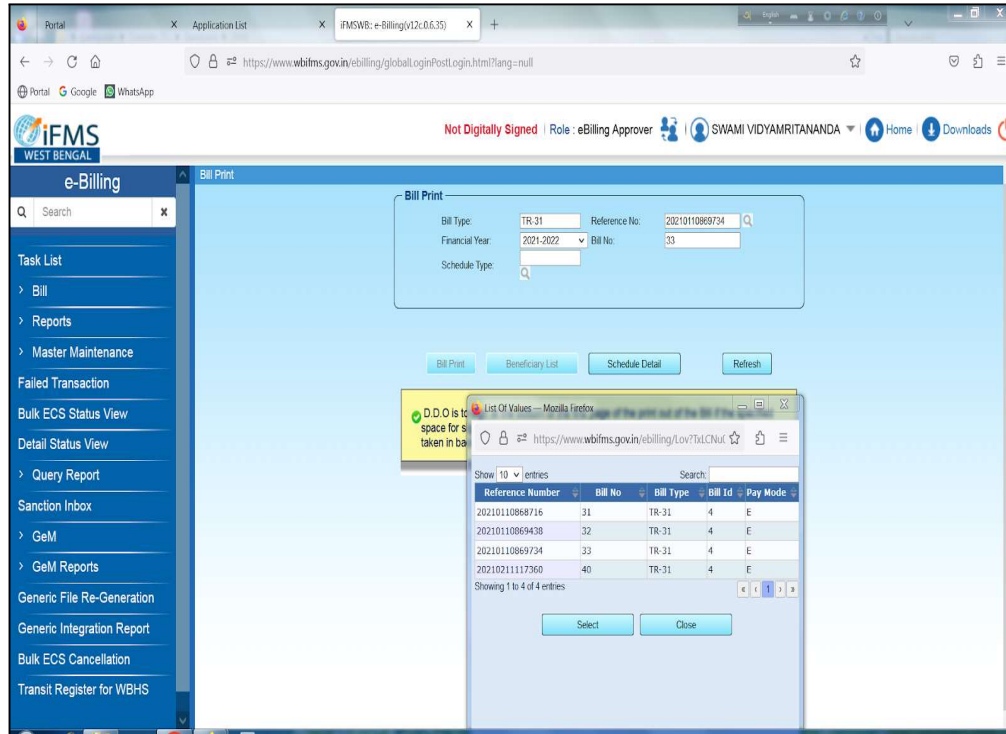 Portal X Application List X iFMSWB:: e-Billing(v12c.0.6.35) X +
https://www.wbifms.gov.in/ebilling/globalLoginPostLogin.html?lang=null
Portal Google WhatsApp
iFMS
WEST BENGAL
Not Digitally Signed | Role : eBilling Approver SWAMI VIDYAMRITANANDA Home Downloads
e-Billing
Search x
Task List
> Bill
> Reports
> Master Maintenance
Failed Transaction
Bulk ECS Status View
Detail Status View
> Query Report
Sanction Inbox
> GeM
> GeM Reports
Generic File Re-Generation
Generic Integration Report
Bulk ECS Cancellation
Transit Register for WBHS
Bill Print
Bill Print
Bill Type: TR-31 Reference No: 20210110869734
Financial Year: 2021-2022 Bill No: 33
Schedule Type:
Bill Print Beneficiary List Schedule Detail Refresh
D.D.O is to
space for s
taken in ba
List Of Values — Mozilla Firefox
https://www.wbifms.gov.in/ebilling/Lov?TxLCNu(
Show 10 entries Search:
Reference Number Bill No Bill Type Bill Id Pay Mode
20210110868716 31 TR-31 4 E
20210110869438 32 TR-31 4 E
20210110869734 33 TR-31 4 E
20210211117360 40 TR-31 4 E
Showing 1 to 4 of 4 entries « ‹ 1 › »
Select Close